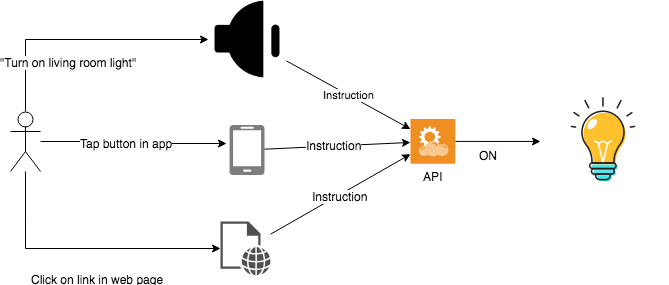 "Turn on living room light"
Instruction
Tap button in app
Instruction
ON
API
Instruction
Click on link in web page